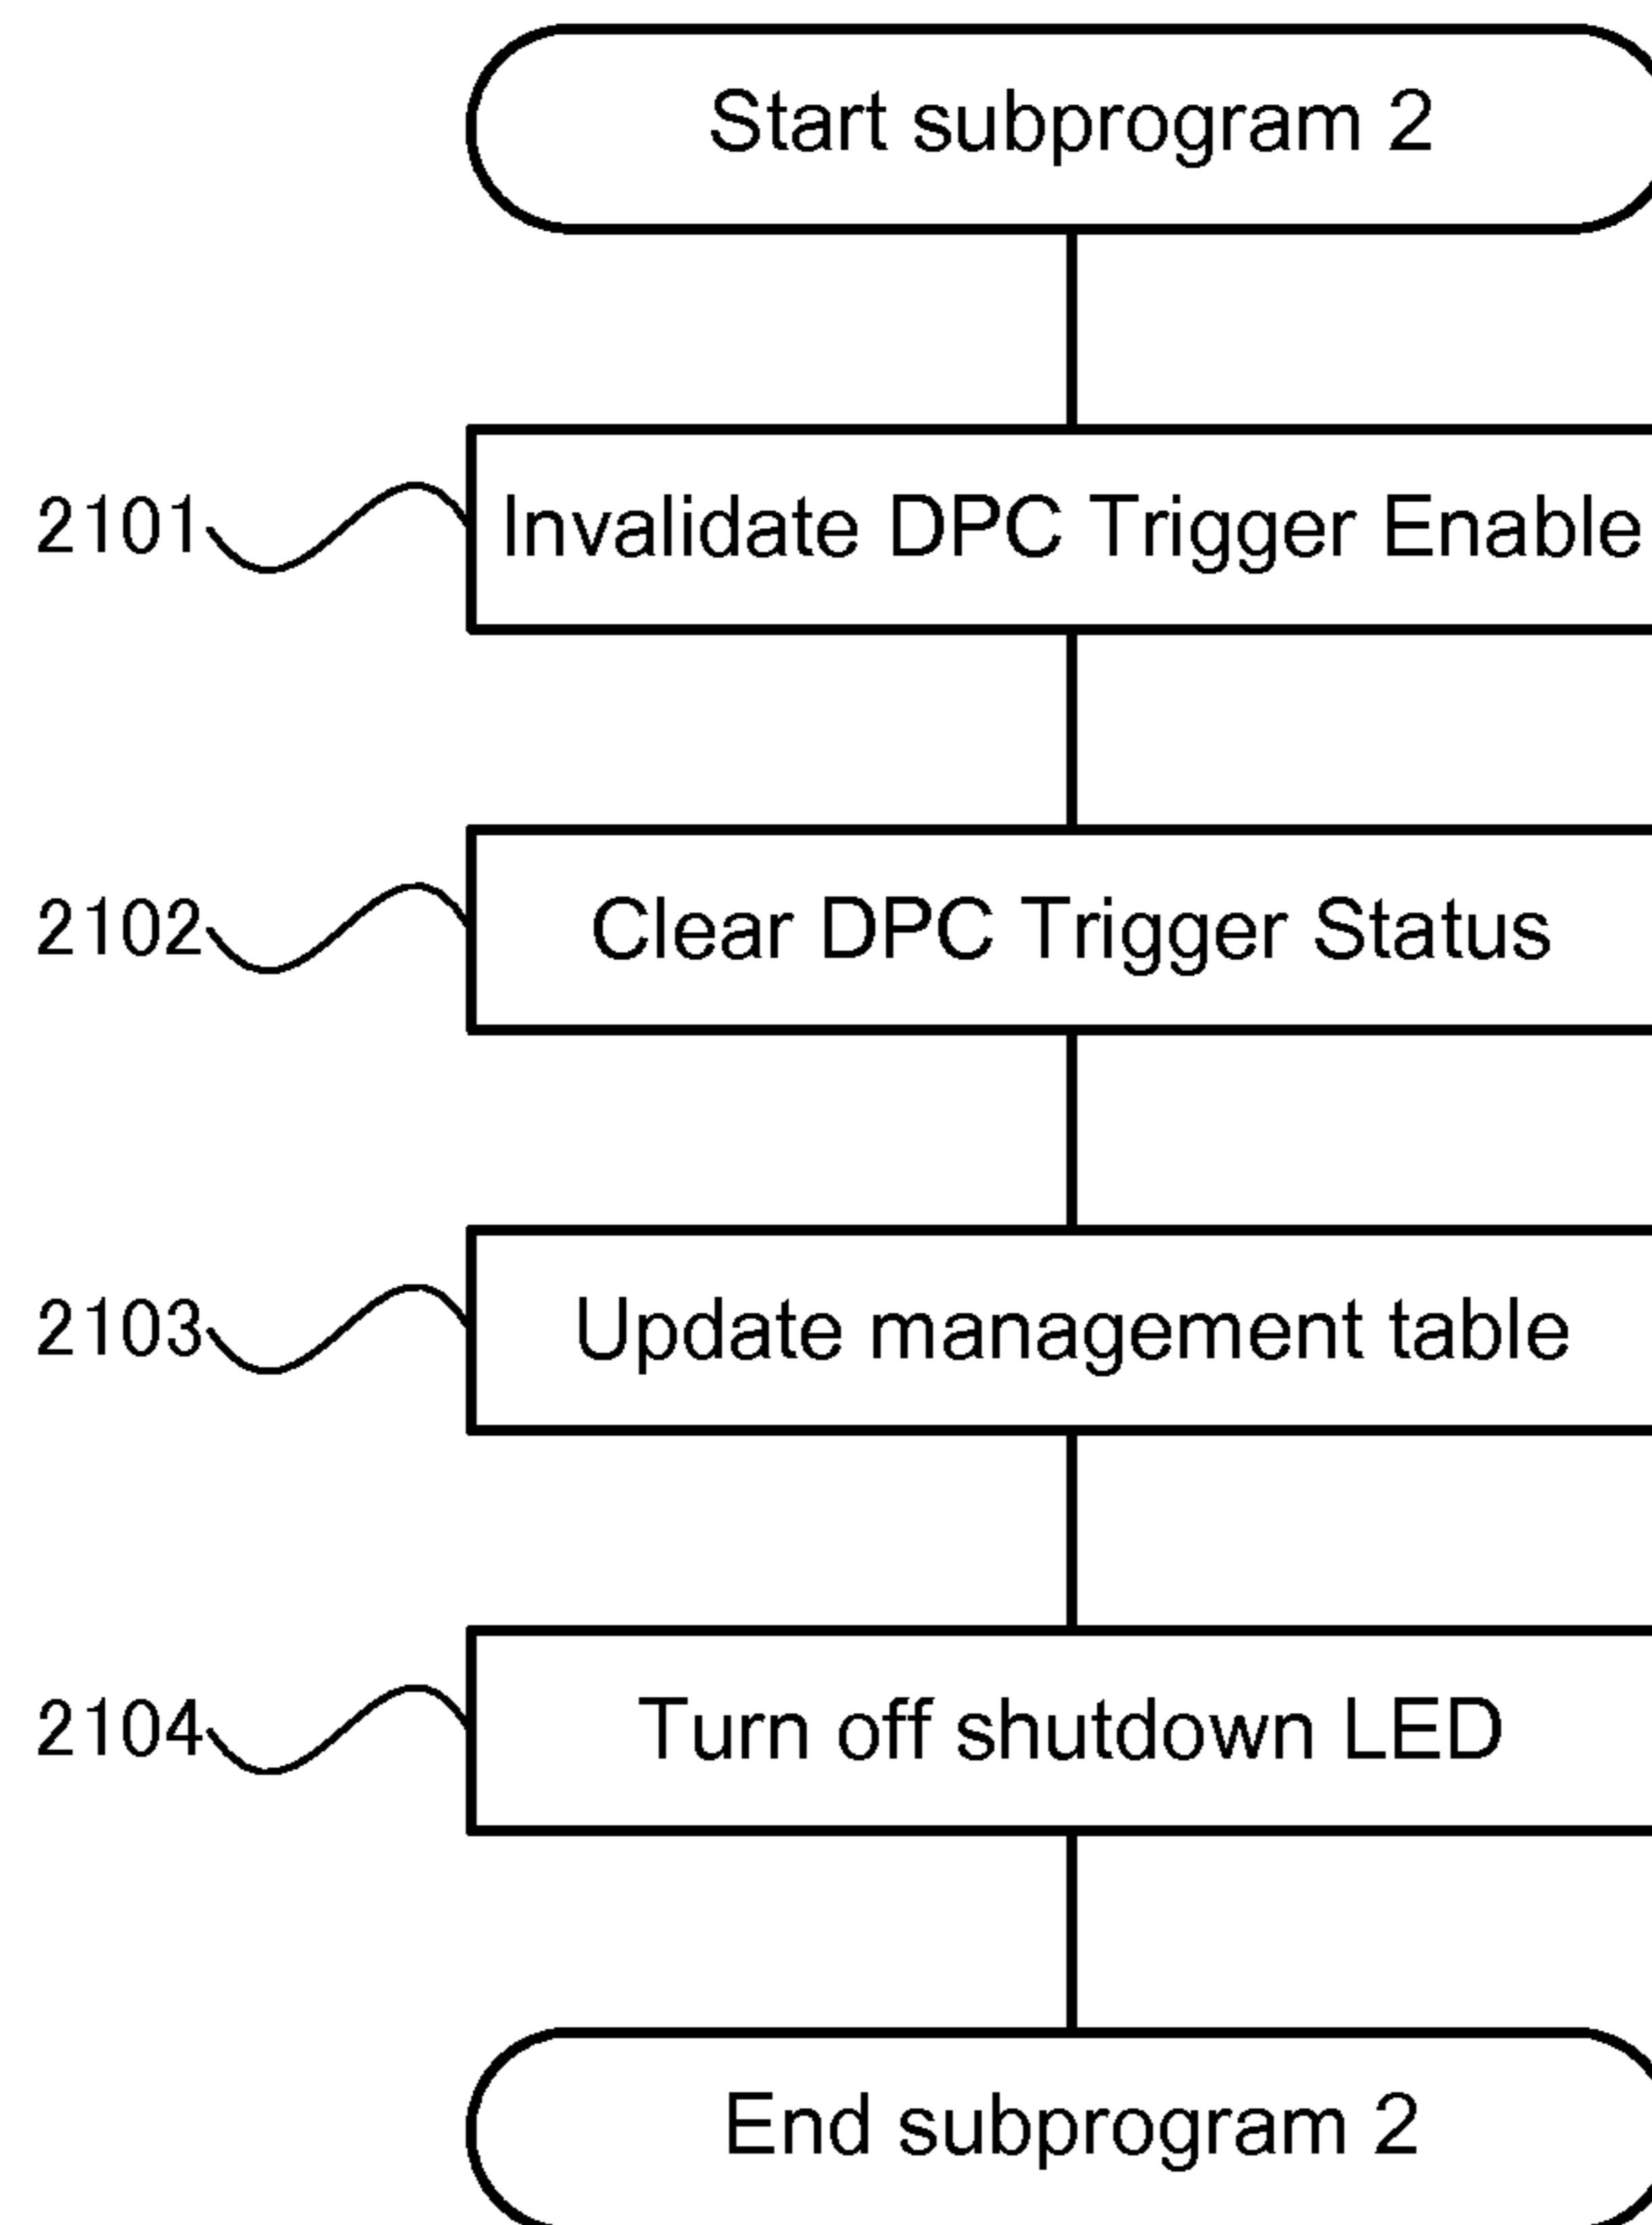 Start subprogram 2
2101 Invalidate DPC Trigger Enable
2102 Clear DPC Trigger Status
2103 Update management table
2104 Turn off shutdown LED
End subprogram 2